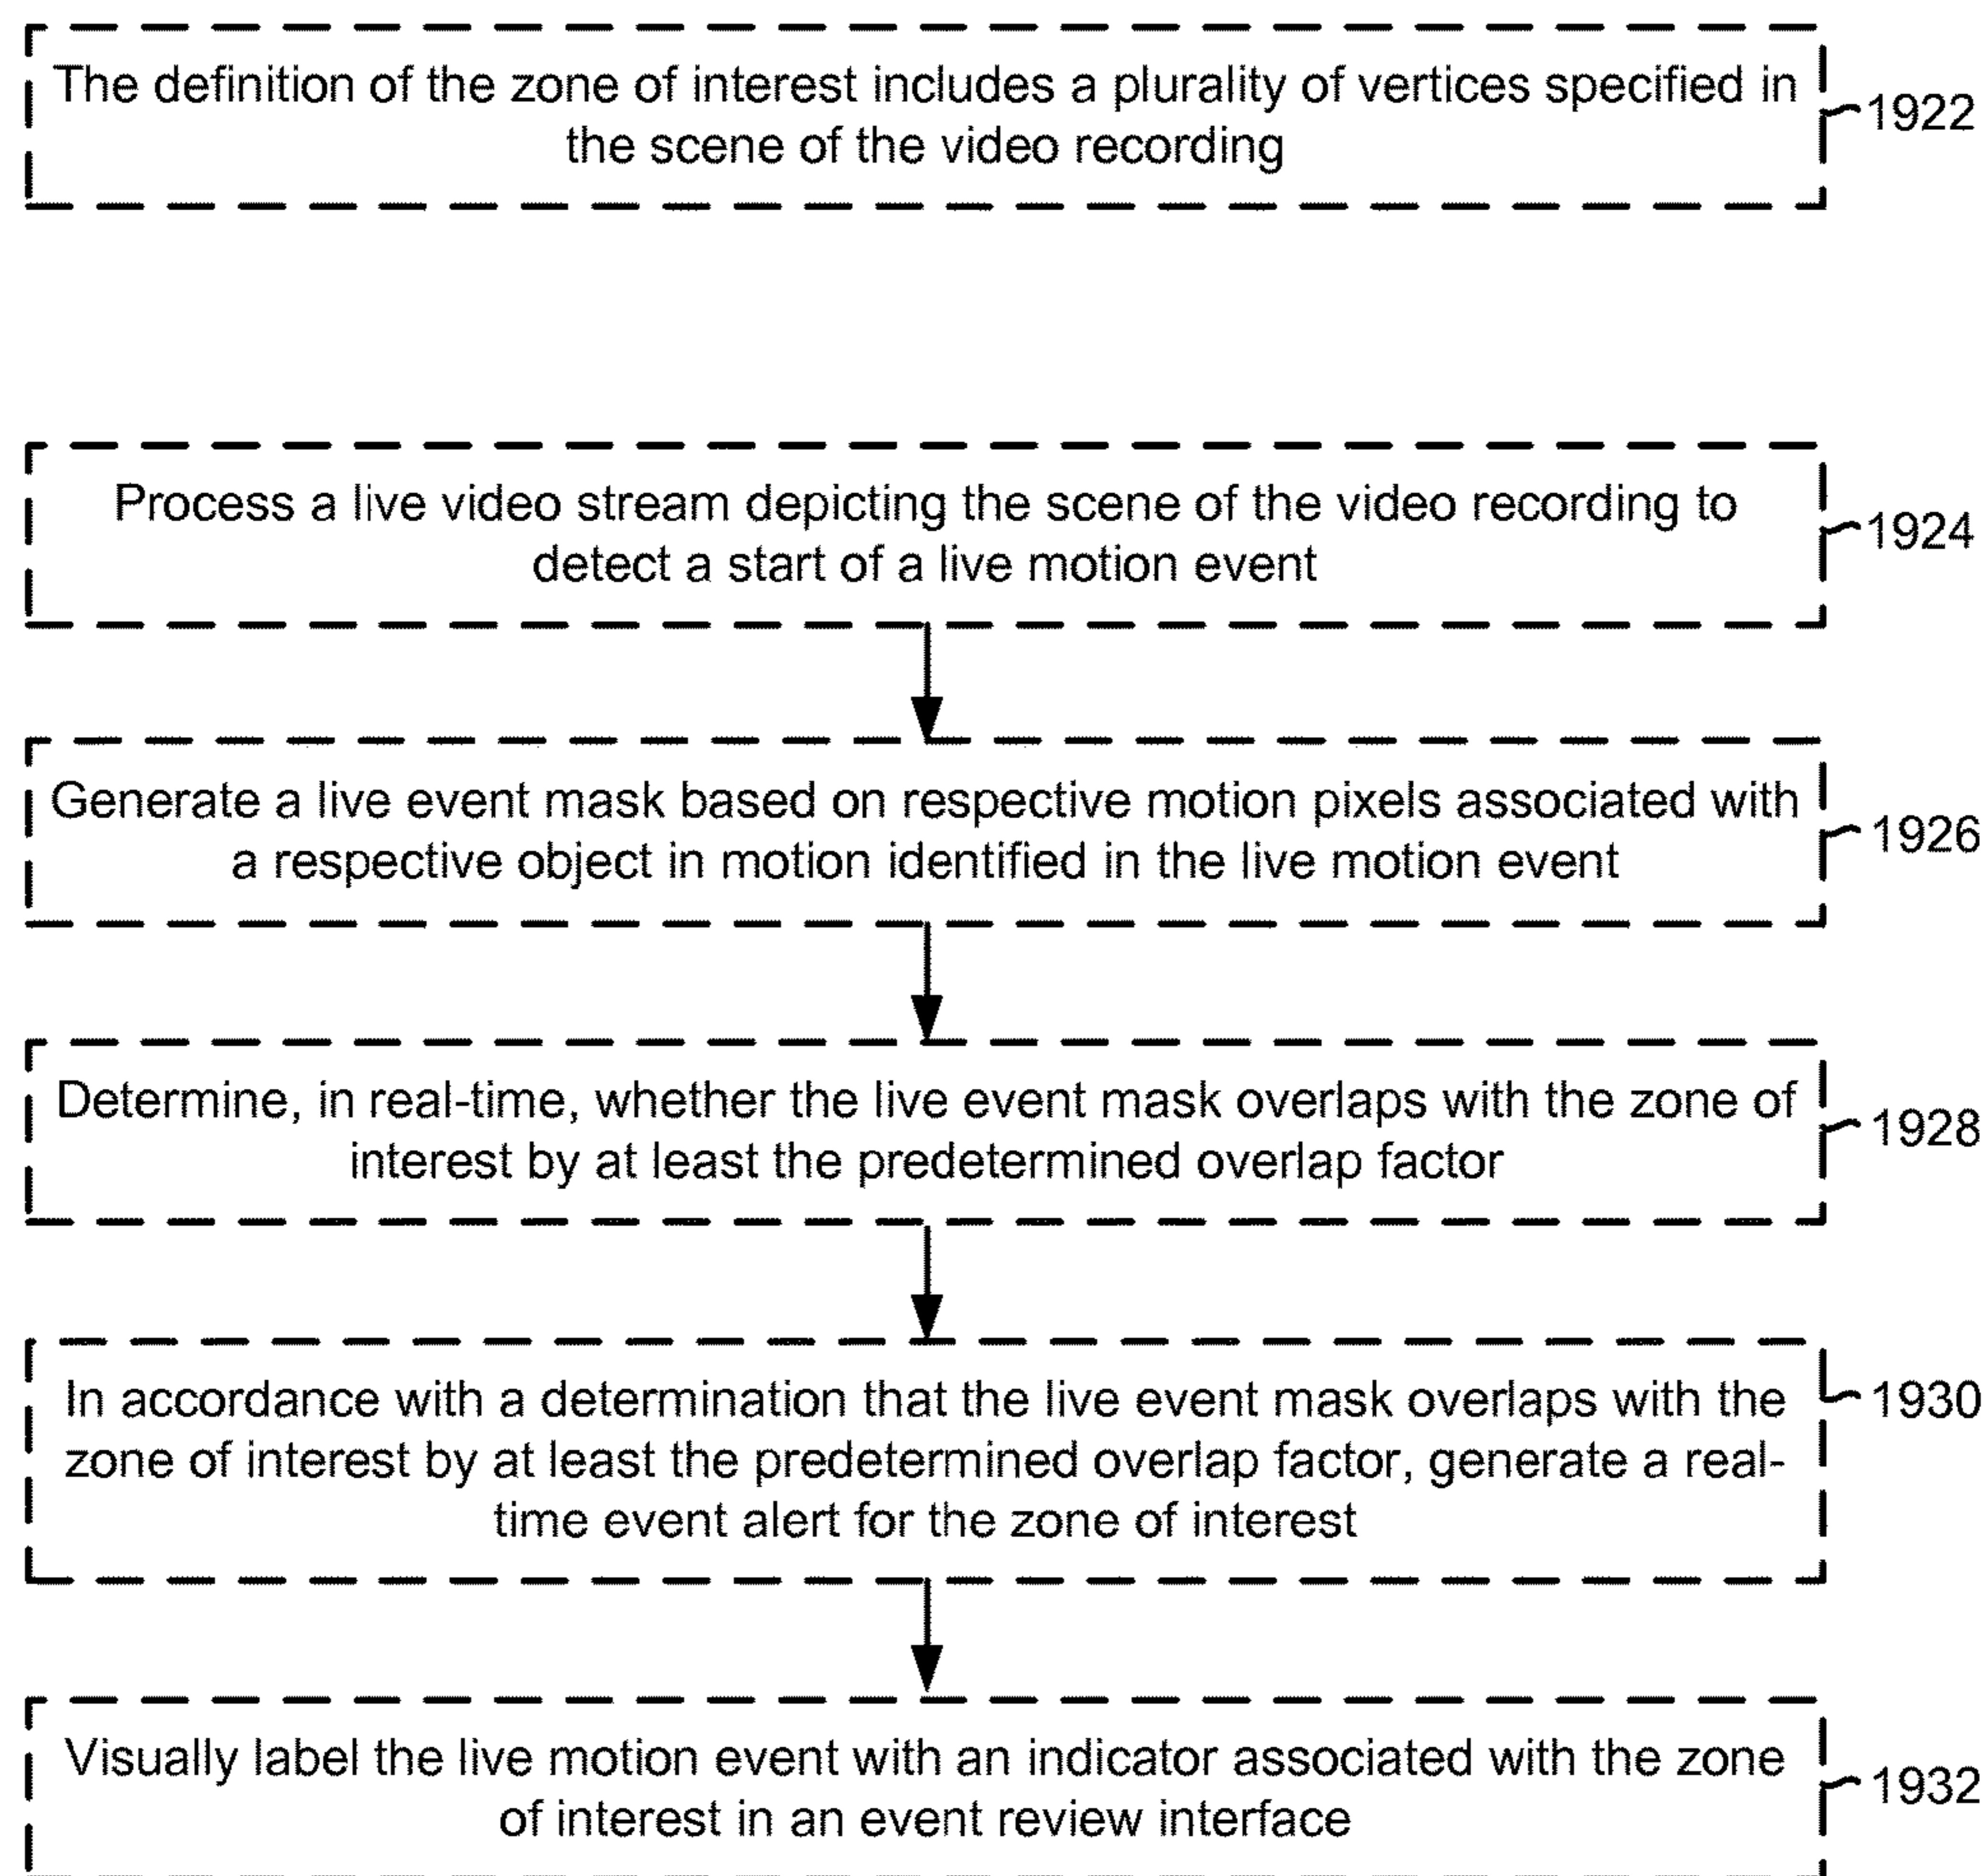 The definition of the zone of interest includes a plurality of vertices specified in
the scene of the video recording
1922
Process a live video stream depicting the scene of the video recording to
detect a start of a live motion event
1924
Generate a live event mask based on respective motion pixels associated with
a respective object in motion identified in the live motion event
1926
Determine, in real-time, whether the live event mask overlaps with the zone of
interest by at least the predetermined overlap factor
1928
In accordance with a determination that the live event mask overlaps with the
zone of interest by at least the predetermined overlap factor, generate a real-
time event alert for the zone of interest
1930
Visually label the live motion event with an indicator associated with the zone
of interest in an event review interface
1932